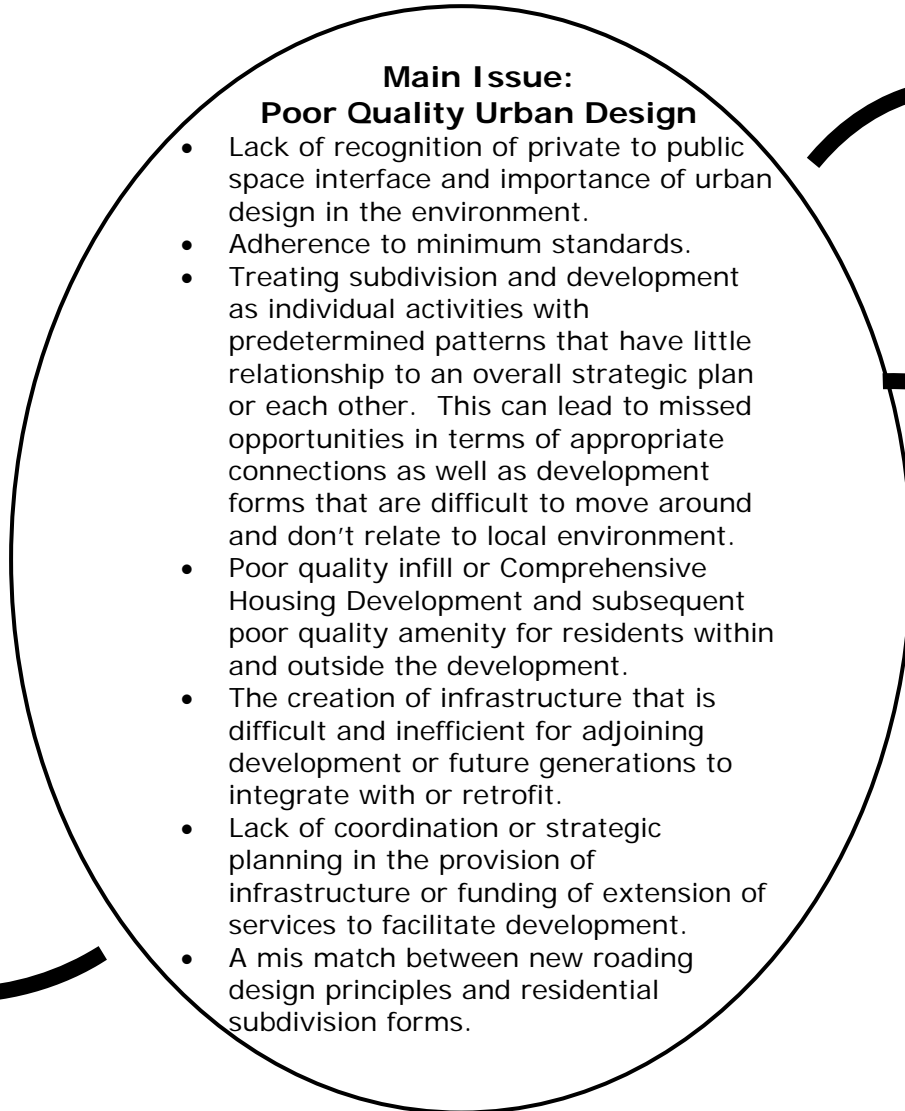 Main Issue:
Poor Quality Urban Design
• Lack of recognition of private to public
space interface and importance of urban
design in the environment.
• Adherence to minimum standards.
• Treating subdivision and development
as individual activities with
predetermined patterns that have little
relationship to an overall strategic plan
or each other.  This can lead to missed
opportunities in terms of appropriate
connections as well as development
forms that are difficult to move around
and don’t relate to local environment.
• Poor quality infill or Comprehensive
Housing Development and subsequent
poor quality amenity for residents within
and outside the development.
• The creation of infrastructure that is
difficult and inefficient for adjoining
development or future generations to
integrate with or retrofit.
• Lack of coordination or strategic
planning in the provision of
infrastructure or funding of extension of
services to facilitate development.
• A mis match between new roading
design principles and residential
subdivision forms.